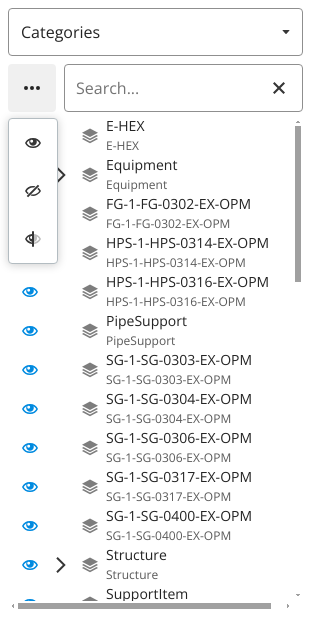 Categories
Search...
E-HEX
E-HEX
Equipment
Equipment
FG-1-FG-0302-EX-OPM
FG-1-FG-0302-EX-OPM
HPS-1-HPS-0314-EX-OPM
HPS-1-HPS-0314-EX-OPM
HPS-1-HPS-0316-EX-OPM
HPS-1-HPS-0316-EX-OPM
PipeSupport
PipeSupport
SG-1-SG-0303-EX-OPM
SG-1-SG-0303-EX-OPM
SG-1-SG-0304-EX-OPM
SG-1-SG-0304-EX-OPM
SG-1-SG-0306-EX-OPM
SG-1-SG-0306-EX-OPM
SG-1-SG-0317-EX-OPM
SG-1-SG-0317-EX-OPM
SG-1-SG-0400-EX-OPM
SG-1-SG-0400-EX-OPM
Structure
Structure
SupportItem